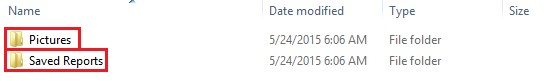 Name Date modified Type Size
Pictures 5/24/2015 6:06 AM File folder
Saved Reports 5/24/2015 6:06 AM File folder